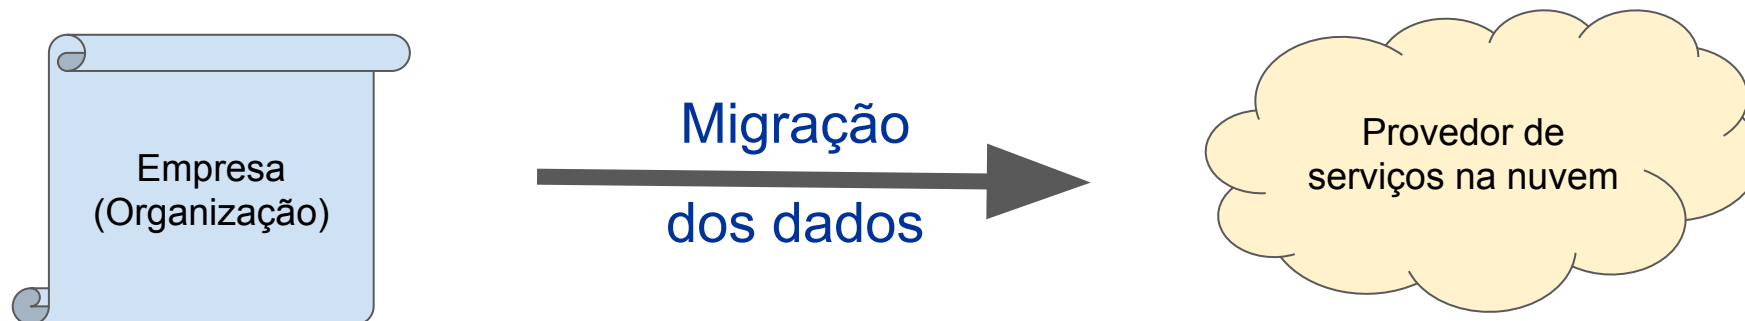 Empresa
(Organização)
Migração
dos dados
Provedor de
serviços na nuvem